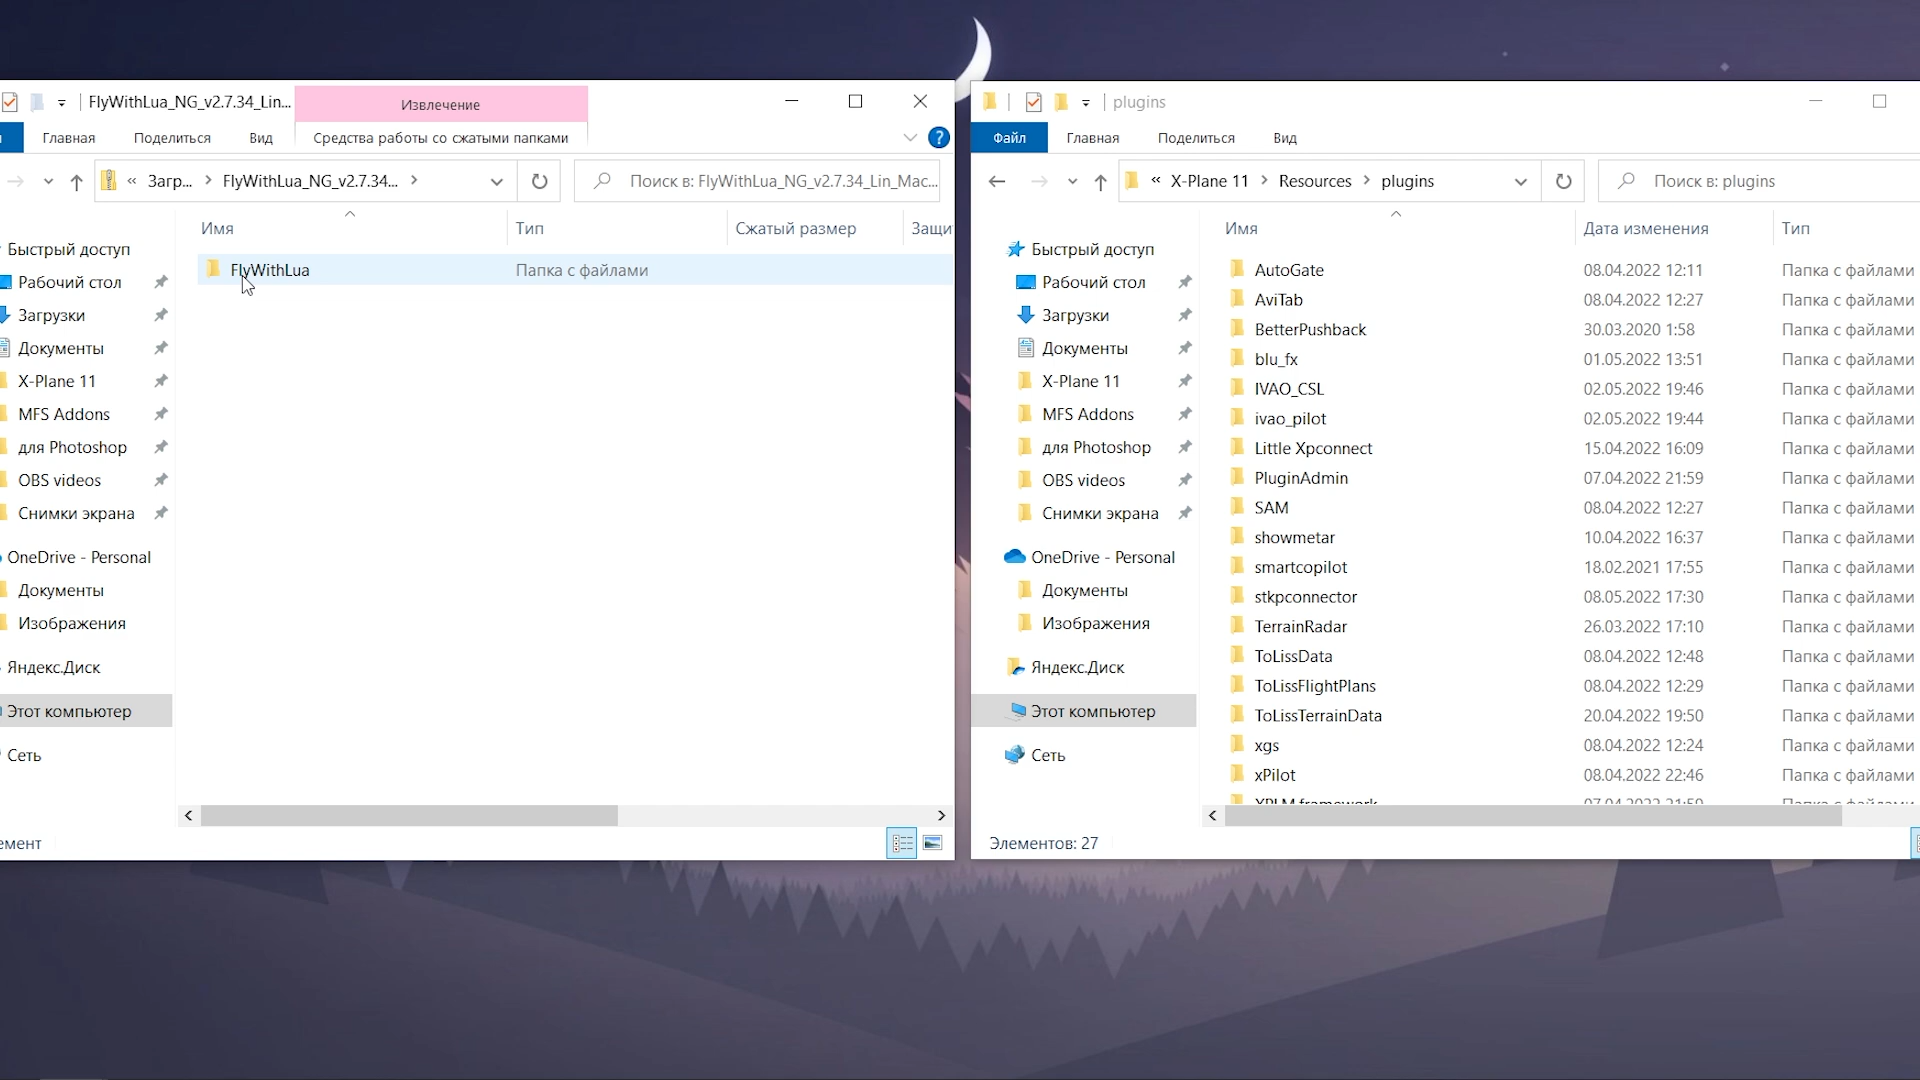 FlyWithLua_NG_v2.7.34_Lin...
Извлечение
Главная
Поделиться
Вид
Средства работы со сжатыми папками
« Загр... > FlyWithLua_NG_v2.7.34... >
Поиск в: FlyWithLua_NG_v2.7.34_Lin_Mac...
Имя
Тип
Сжатый размер
Защи
Быстрый доступ
Рабочий стол
Загрузки
Документы
X-Plane 11
MFS Addons
для Photoshop
OBS videos
Снимки экрана
OneDrive - Personal
Документы
Изображения
Яндекс.Диск
Этот компьютер
Сеть
FlyWithLua Папка с файлами
емент
plugins
Файл
Главная
Поделиться
Вид
« X-Plane 11 > Resources > plugins
Поиск в: plugins
Имя
Дата изменения
Тип
Быстрый доступ
Рабочий стол
Загрузки
Документы
X-Plane 11
MFS Addons
для Photoshop
OBS videos
Снимки экрана
OneDrive - Personal
Документы
Изображения
Яндекс.Диск
Этот компьютер
Сеть
AutoGate 08.04.2022 12:11 Папка с файлами
AviTab 08.04.2022 12:27 Папка с файлами
BetterPushback 30.03.2020 1:58 Папка с файлами
blu_fx 01.05.2022 13:51 Папка с файлами
IVAO_CSL 02.05.2022 19:46 Папка с файлами
ivao_pilot 02.05.2022 19:44 Папка с файлами
Little Xpconnect 15.04.2022 16:09 Папка с файлами
PluginAdmin 07.04.2022 21:59 Папка с файлами
SAM 08.04.2022 12:27 Папка с файлами
showmetar 10.04.2022 16:37 Папка с файлами
smartcopilot 18.02.2021 17:55 Папка с файлами
stkpconnector 08.05.2022 17:30 Папка с файлами
TerrainRadar 26.03.2022 17:10 Папка с файлами
ToLissData 08.04.2022 12:48 Папка с файлами
ToLissFlightPlans 08.04.2022 12:29 Папка с файлами
ToLissTerrainData 20.04.2022 19:50 Папка с файлами
xgs 08.04.2022 12:24 Папка с файлами
xPilot 08.04.2022 22:46 Папка с файлами
Элементов: 27